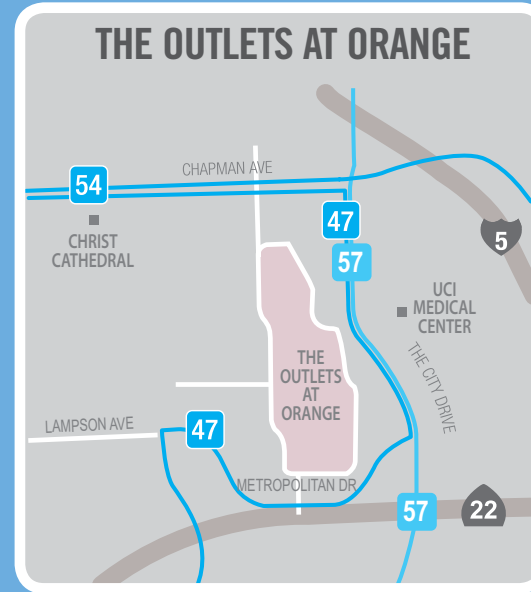 THE OUTLETS AT ORANGE
CHAPMAN AVE
54
47
57
CHRIST
CATHEDRAL
5
UCI
MEDICAL
CENTER
THE
OUTLETS
AT
ORANGE
THE CITY DRIVE
LAMPSON AVE
47
METROPOLITAN DR
57
22